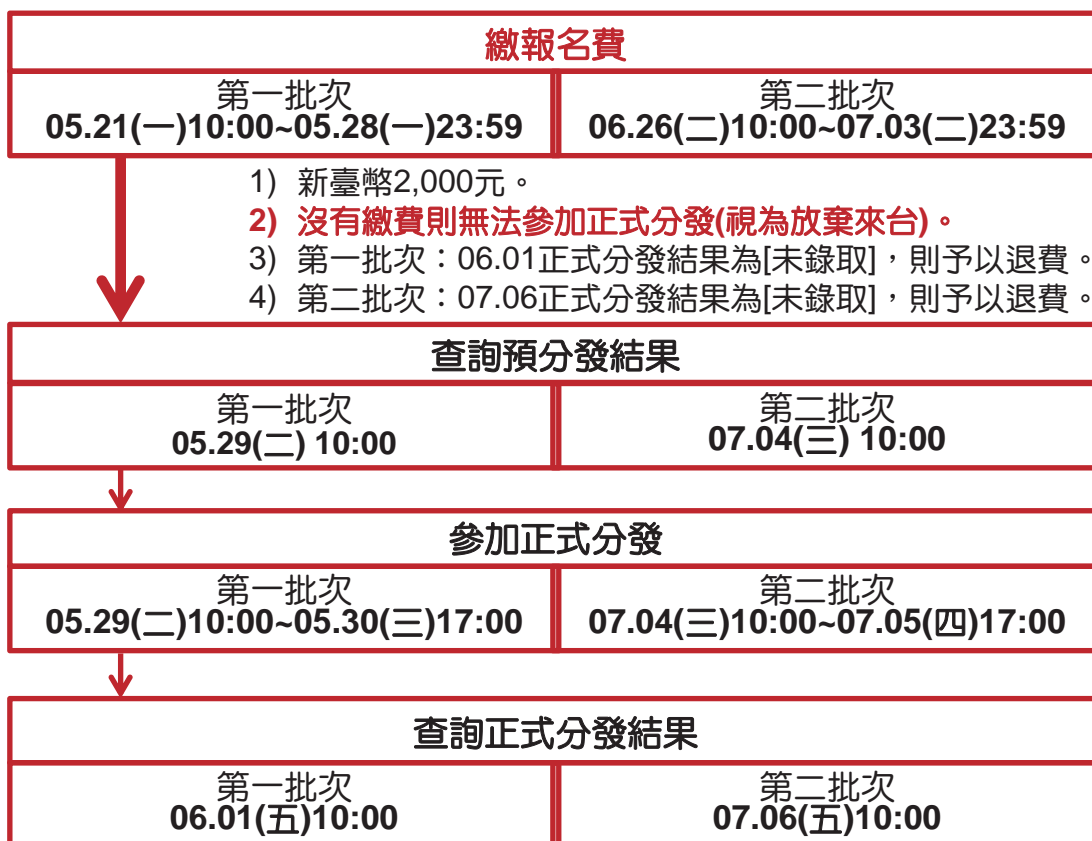 繳報名費
第一批次
05.21(一)10:00~05.28(一)23:59
第二批次
06.26(二)10:00~07.03(二)23:59
1) 新臺幣2,000元。
2) 沒有繳費則無法參加正式分發(視為放棄來台)。
3) 第一批次：06.01正式分發結果為[未錄取]，則予以退費。
4) 第二批次：07.06正式分發結果為[未錄取]，則予以退費。
查詢預分發結果
第一批次
05.29(二) 10:00
第二批次
07.04(三) 10:00
參加正式分發
第一批次
05.29(二)10:00~05.30(三)17:00
第二批次
07.04(三)10:00~07.05(四)17:00
查詢正式分發結果
第一批次
06.01(五)10:00
第二批次
07.06(五)10:00